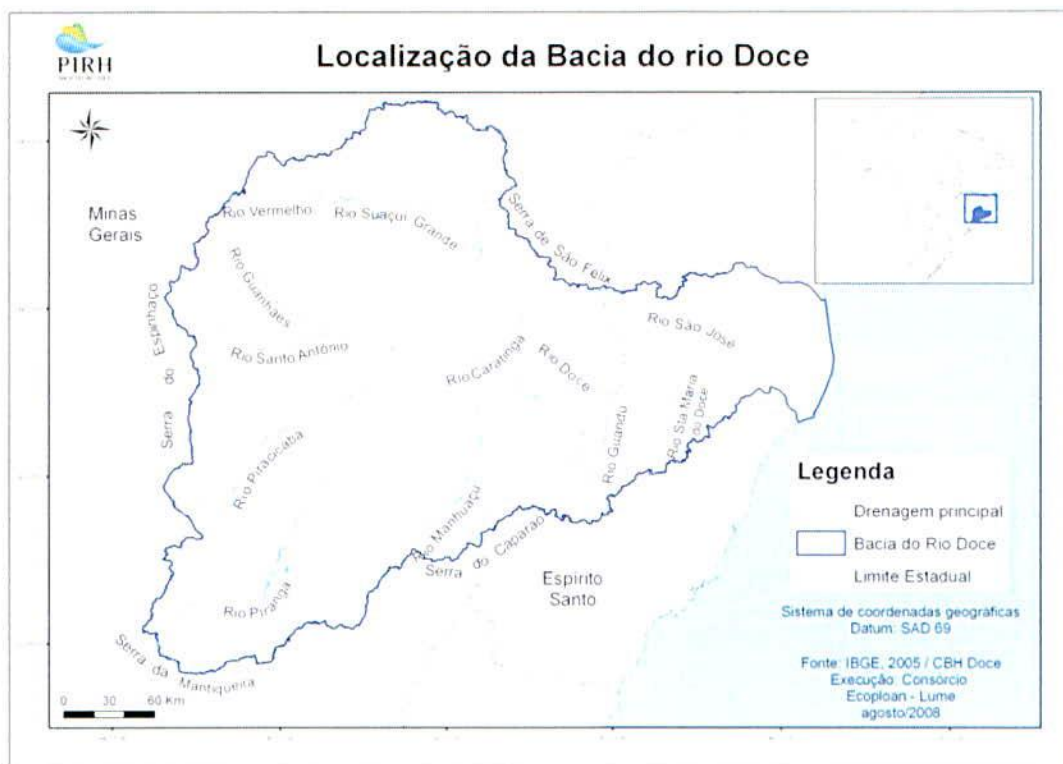 PIRH
Localização da Bacia do rio Doce
Minas
Gerais
Rio Vermelho
Rio Suaçui Grande
Serra de São Félix
Rio Guanhães
Serra do Espinhaço
Rio Santo Antônio
Rio Caratinga
Rio Doce
Rio São José
Rio Piracicaba
Rio Guandu
Rio Sta Maria
do Doce
Rio Manhuaçu
Serra do Caparao
Espírito
Santo
Rio Piranga
Serra da Mantiqueira
0 30 60 Km
Legenda
Drenagem principal
Bacia do Rio Doce
Limite Estadual
Sistema de coordenadas geográficas
Datum: SAD 69
Fonte: IBGE, 2005 / CBH Doce
Execução: Consórcio
Ecoploan - Lume
agosto/2008